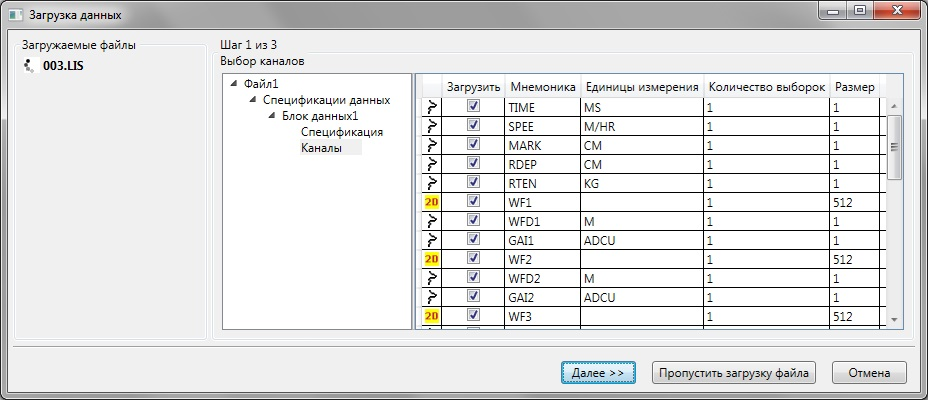 Загрузка данных
Загружаемые файлы
003.LIS
Шаг 1 из 3
Выбор каналов
Файл1
Спецификации данных
Блок данных1
Спецификация
Каналы
Загрузить Мнемоника Единицы измерения Количество выборок Размер
TIME MS 1 1
SPEE M/HR 1 1
MARK CM 1 1
RDEP CM 1 1
RTEN KG 1 1
2D WF1 1 512
WFD1 M 1 1
GAI1 ADCU 1 1
2D WF2 1 512
WFD2 M 1 1
GAI2 ADCU 1 1
2D WF3 1 512
Далее >> Пропустить загрузку файла Отмена